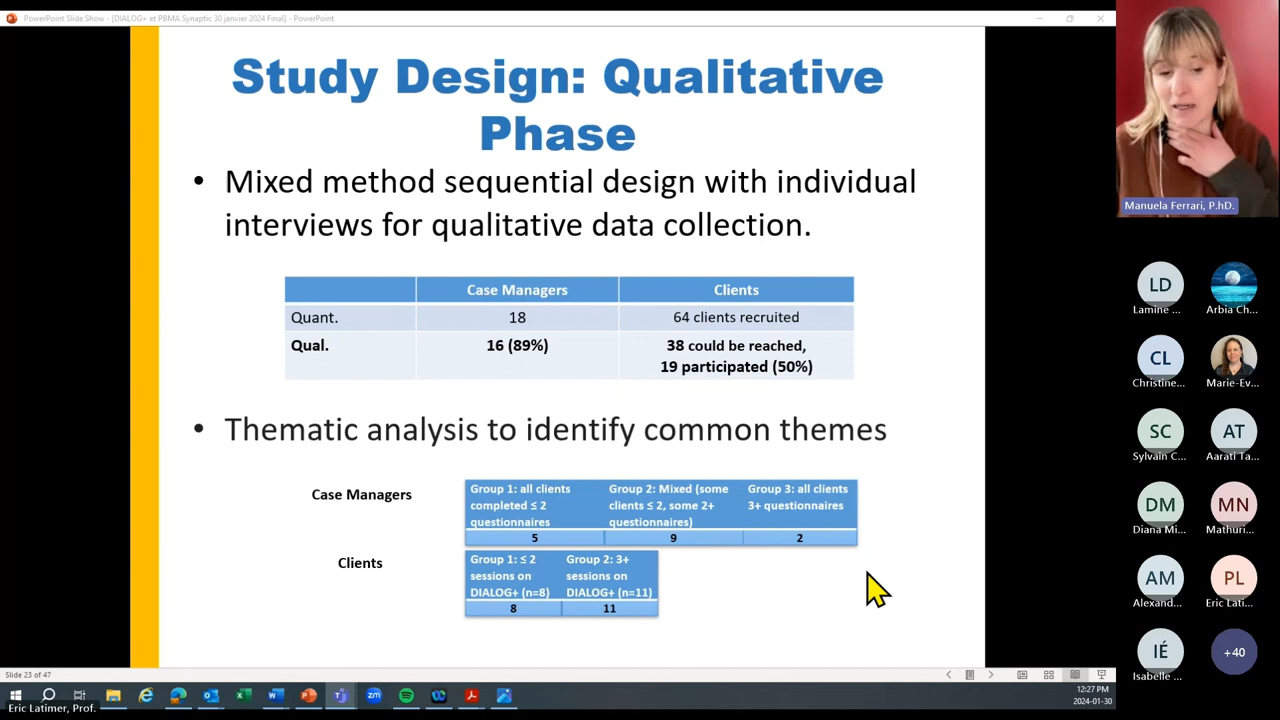 PowerPoint Slide Show - [DIALOG+ et PBMA Synaptic 30 janvier 2024 Final] - PowerPoint
Study Design: Qualitative
Phase
• Mixed method sequential design with individual
interviews for qualitative data collection.
Case Managers Clients
Quant. 18 64 clients recruited
Qual. 16 (89%) 38 could be reached,
19 participated (50%)
• Thematic analysis to identify common themes
Case Managers
Group 1: all clients
completed ≤ 2
questionnaires
Group 2: Mixed (some
clients ≤ 2, some 2+
questionnaires)
Group 3: all clients
3+ questionnaires
5 9 2
Clients
Group 1: ≤ 2
sessions on
DIALOG+ (n=8)
Group 2: 3+
sessions on
DIALOG+ (n=11)
8 11
Manuela Ferrari, P.hD.
LD
Lamine ...
Arbia Ch...
CL
Christine...
Marie-Ev...
SC
Sylvain C...
AT
Aarati Ta...
DM
Diana Mi...
MN
Mathuri...
AM
Alexand...
PL
Eric Lati...
IÉ
Isabelle ...
+40
Slide 23 of 47
Eric Latimer, Prof.
12:27 PM
2024-01-30